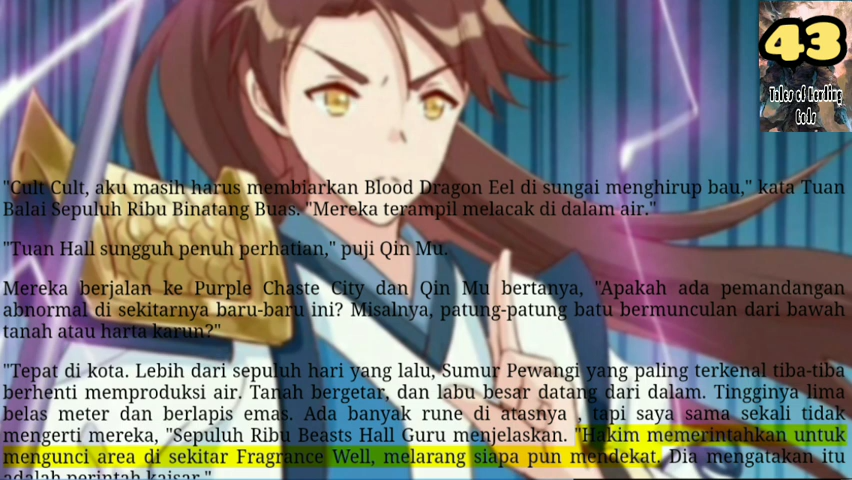 43
Tales of Herding
Gods
"Cult Cult, aku masih harus membiarkan Blood Dragon Eel di sungai menghirup bau," kata Tuan
Balai Sepuluh Ribu Binatang Buas. "Mereka terampil melacak di dalam air."
"Tuan Hall sungguh penuh perhatian," puji Qin Mu.
Mereka berjalan ke Purple Chaste City dan Qin Mu bertanya, "Apakah ada pemandangan
abnormal di sekitarnya baru-baru ini? Misalnya, patung-patung batu bermunculan dari bawah
tanah atau harta karun?"
"Tepat di kota. Lebih dari sepuluh hari yang lalu, Sumur Pewangi yang paling terkenal tiba-tiba
berhenti memproduksi air. Tanah bergetar, dan labu besar datang dari dalam. Tingginya lima
belas meter dan berlapis emas. Ada banyak rune di atasnya , tapi saya sama sekali tidak
mengerti mereka, "Sepuluh Ribu Beasts Hall Guru menjelaskan. "Hakim memerintahkan untuk
mengunci area di sekitar Fragrance Well, melarang siapa pun mendekat. Dia mengatakan itu
adalah perintah kaisar."